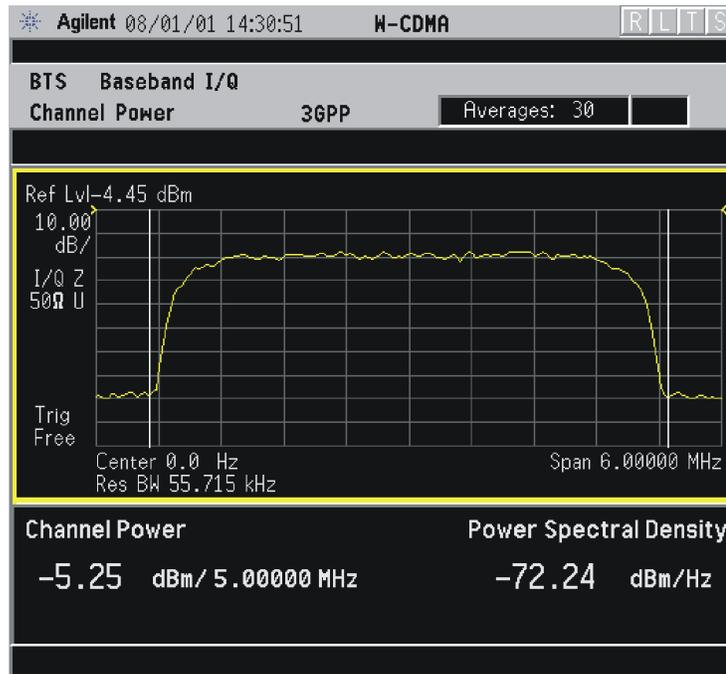 Agilent 08/01/01 14:30:51 W-CDMA R L T S
BTS Baseband I/Q
Channel Power 3GPP Averages: 30
Ref Lvl-4.45 dBm
10.00
dB/
I/Q Z
50Ω U
Trig
Free
Center 0.0 Hz Span 6.00000 MHz
Res BW 55.715 kHz
Channel Power Power Spectral Density
-5.25 dBm/ 5.00000 MHz -72.24 dBm/Hz